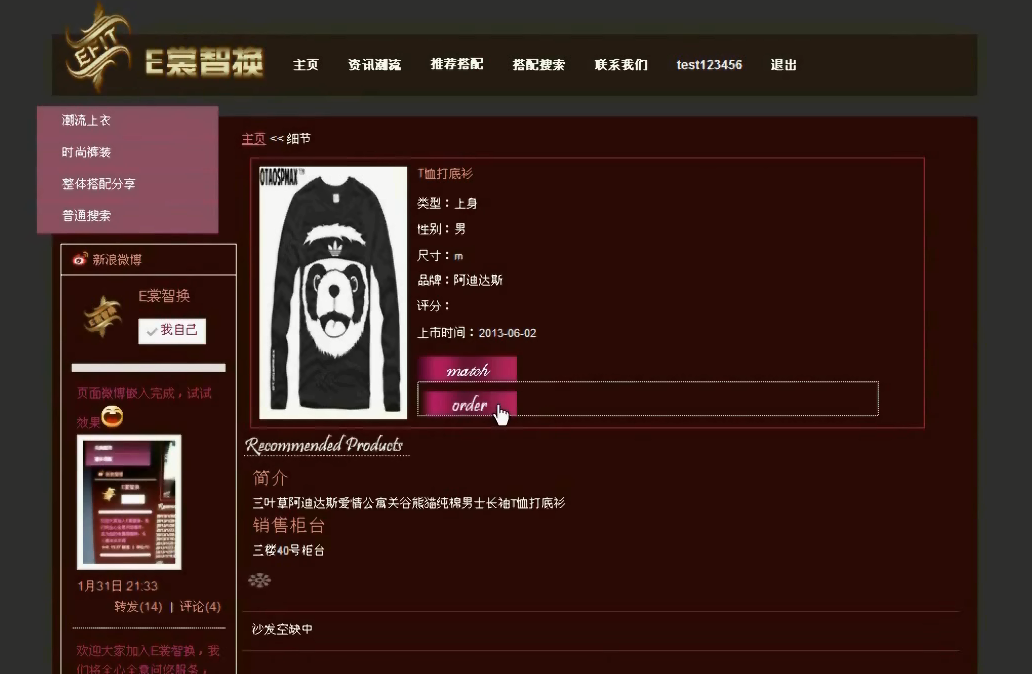 EFIT
E裳智换
主页 资讯潮流 推荐搭配 搭配搜索 联系我们 test123456 退出
潮流上衣
时尚裤装
整体搭配分享
普通搜索
主页 << 细节
OTAOSPMAX™
T恤打底衫
类型：上身
性别：男
尺寸：m
品牌：阿迪达斯
评分：
上市时间：2013-06-02
match
order
新浪微博
E裳智换
我自己
页面微博嵌入完成，试试
效果
1月31日 21:33
转发(14) | 评论(4)
欢迎大家加入E裳智换，我
们将全心全意问您服务，
Recommended Products
简介
三叶草阿迪达斯爱情公寓关谷熊猫纯棉男士长袖T恤打底衫
销售柜台
三楼40号柜台
沙发空缺中